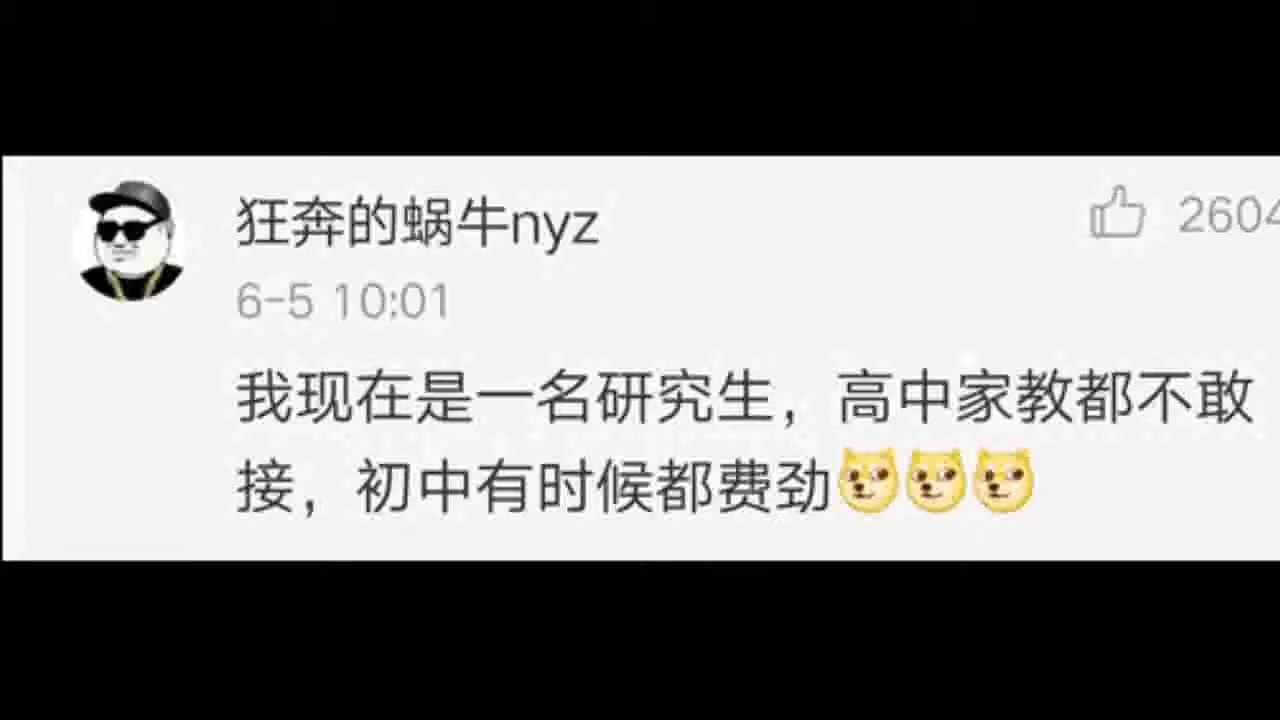 狂奔的蜗牛nyz
2604
6-5 10:01
我现在是一名研究生，高中家教都不敢
接，初中有时候都费劲